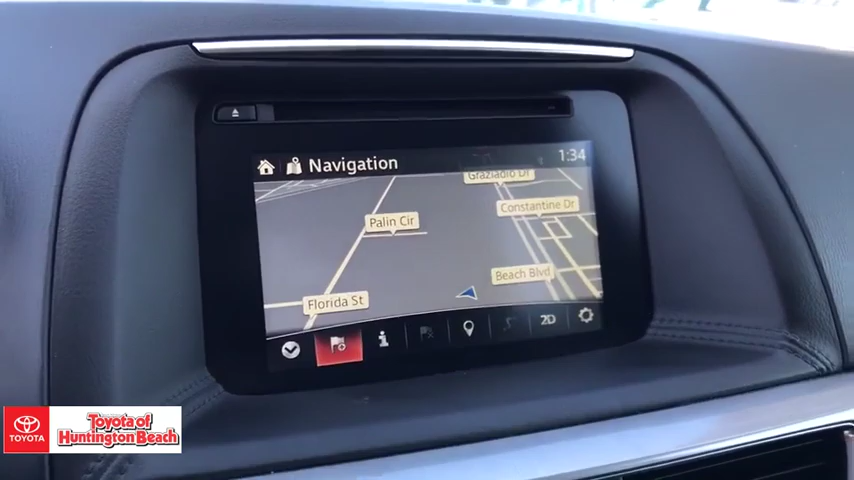 Navigation
1:34
Graziadio Dr
Constantine Dr
Palin Cir
Beach Blvd
Florida St
2D
TOYOTA
Toyota of
Huntington Beach